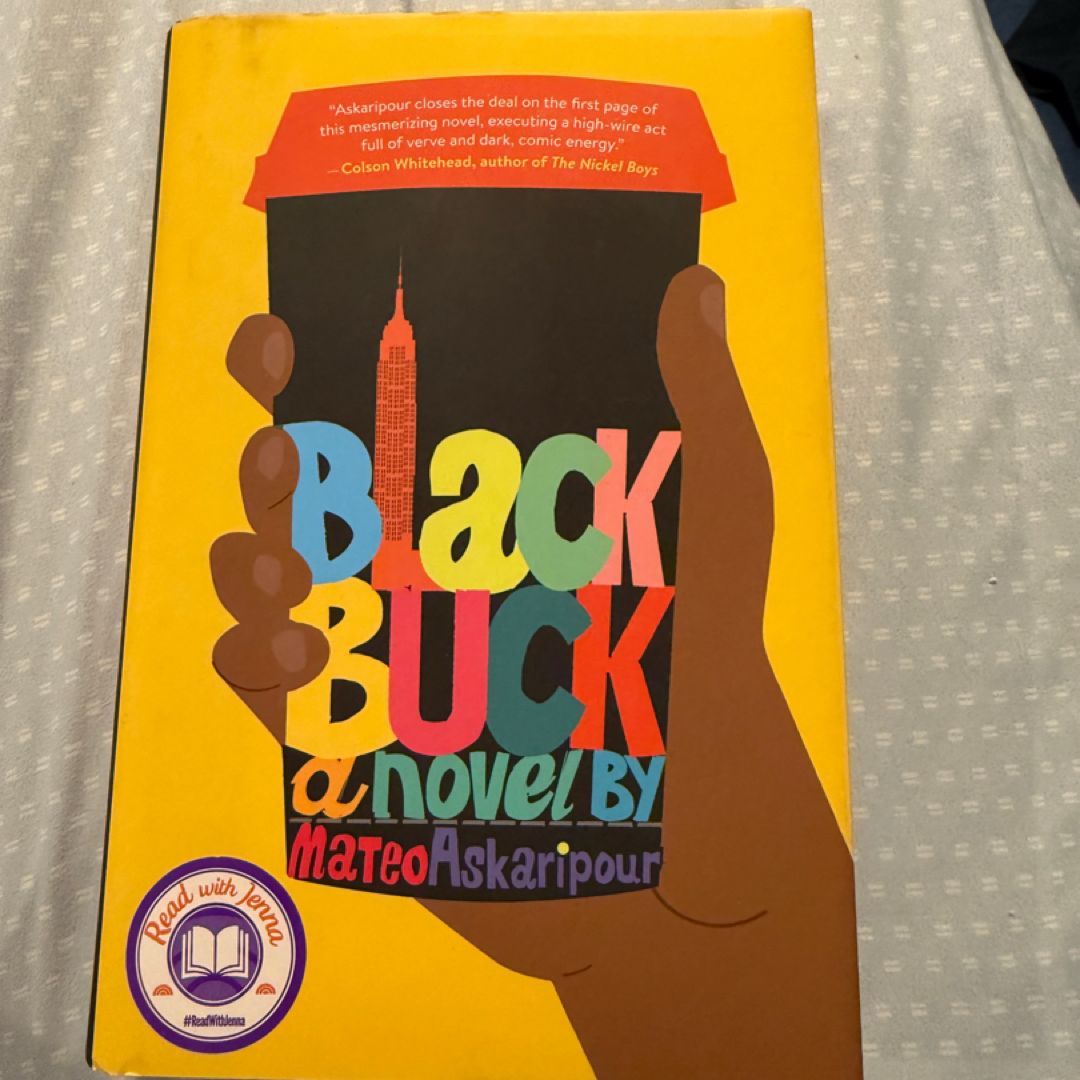 “Askaripour closes the deal on the first page of
this mesmerizing novel, executing a high-wire act
full of verve and dark, comic energy.”
— Colson Whitehead, author of The Nickel Boys
BLacK
BUCK
a novel BY
MaTeo Askaripour
Read with Jenna
#ReadWithJenna